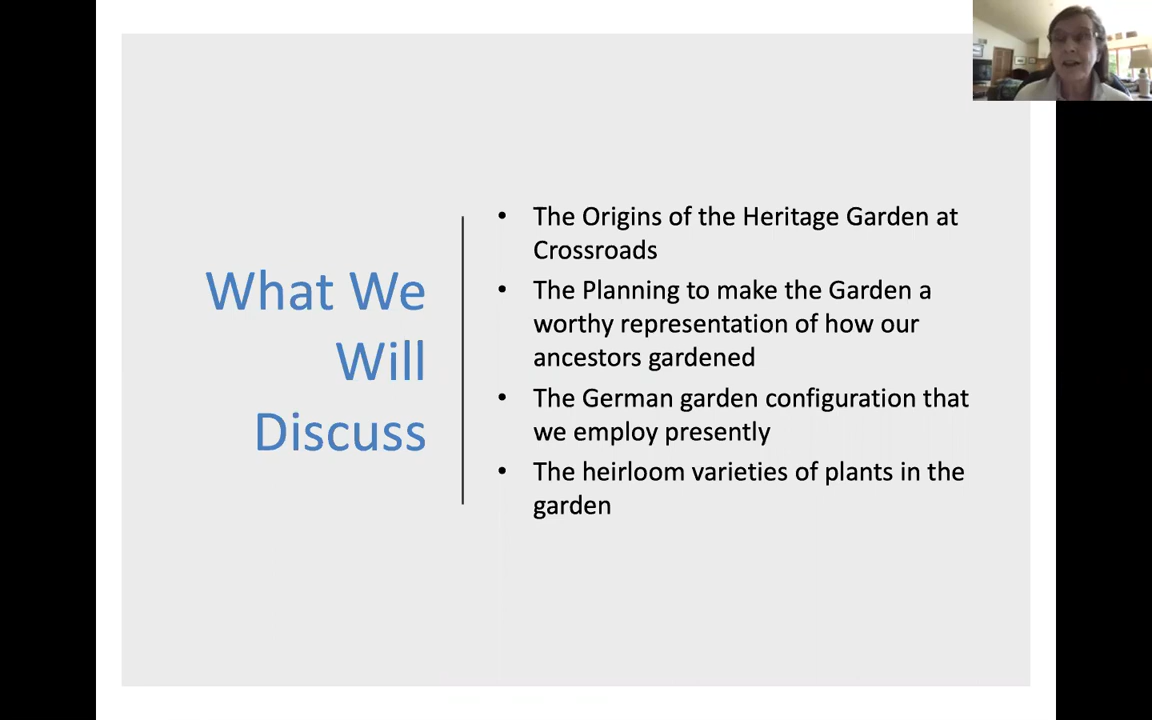 What We
Will
Discuss
• The Origins of the Heritage Garden at
Crossroads
• The Planning to make the Garden a
worthy representation of how our
ancestors gardened
• The German garden configuration that
we employ presently
• The heirloom varieties of plants in the
garden